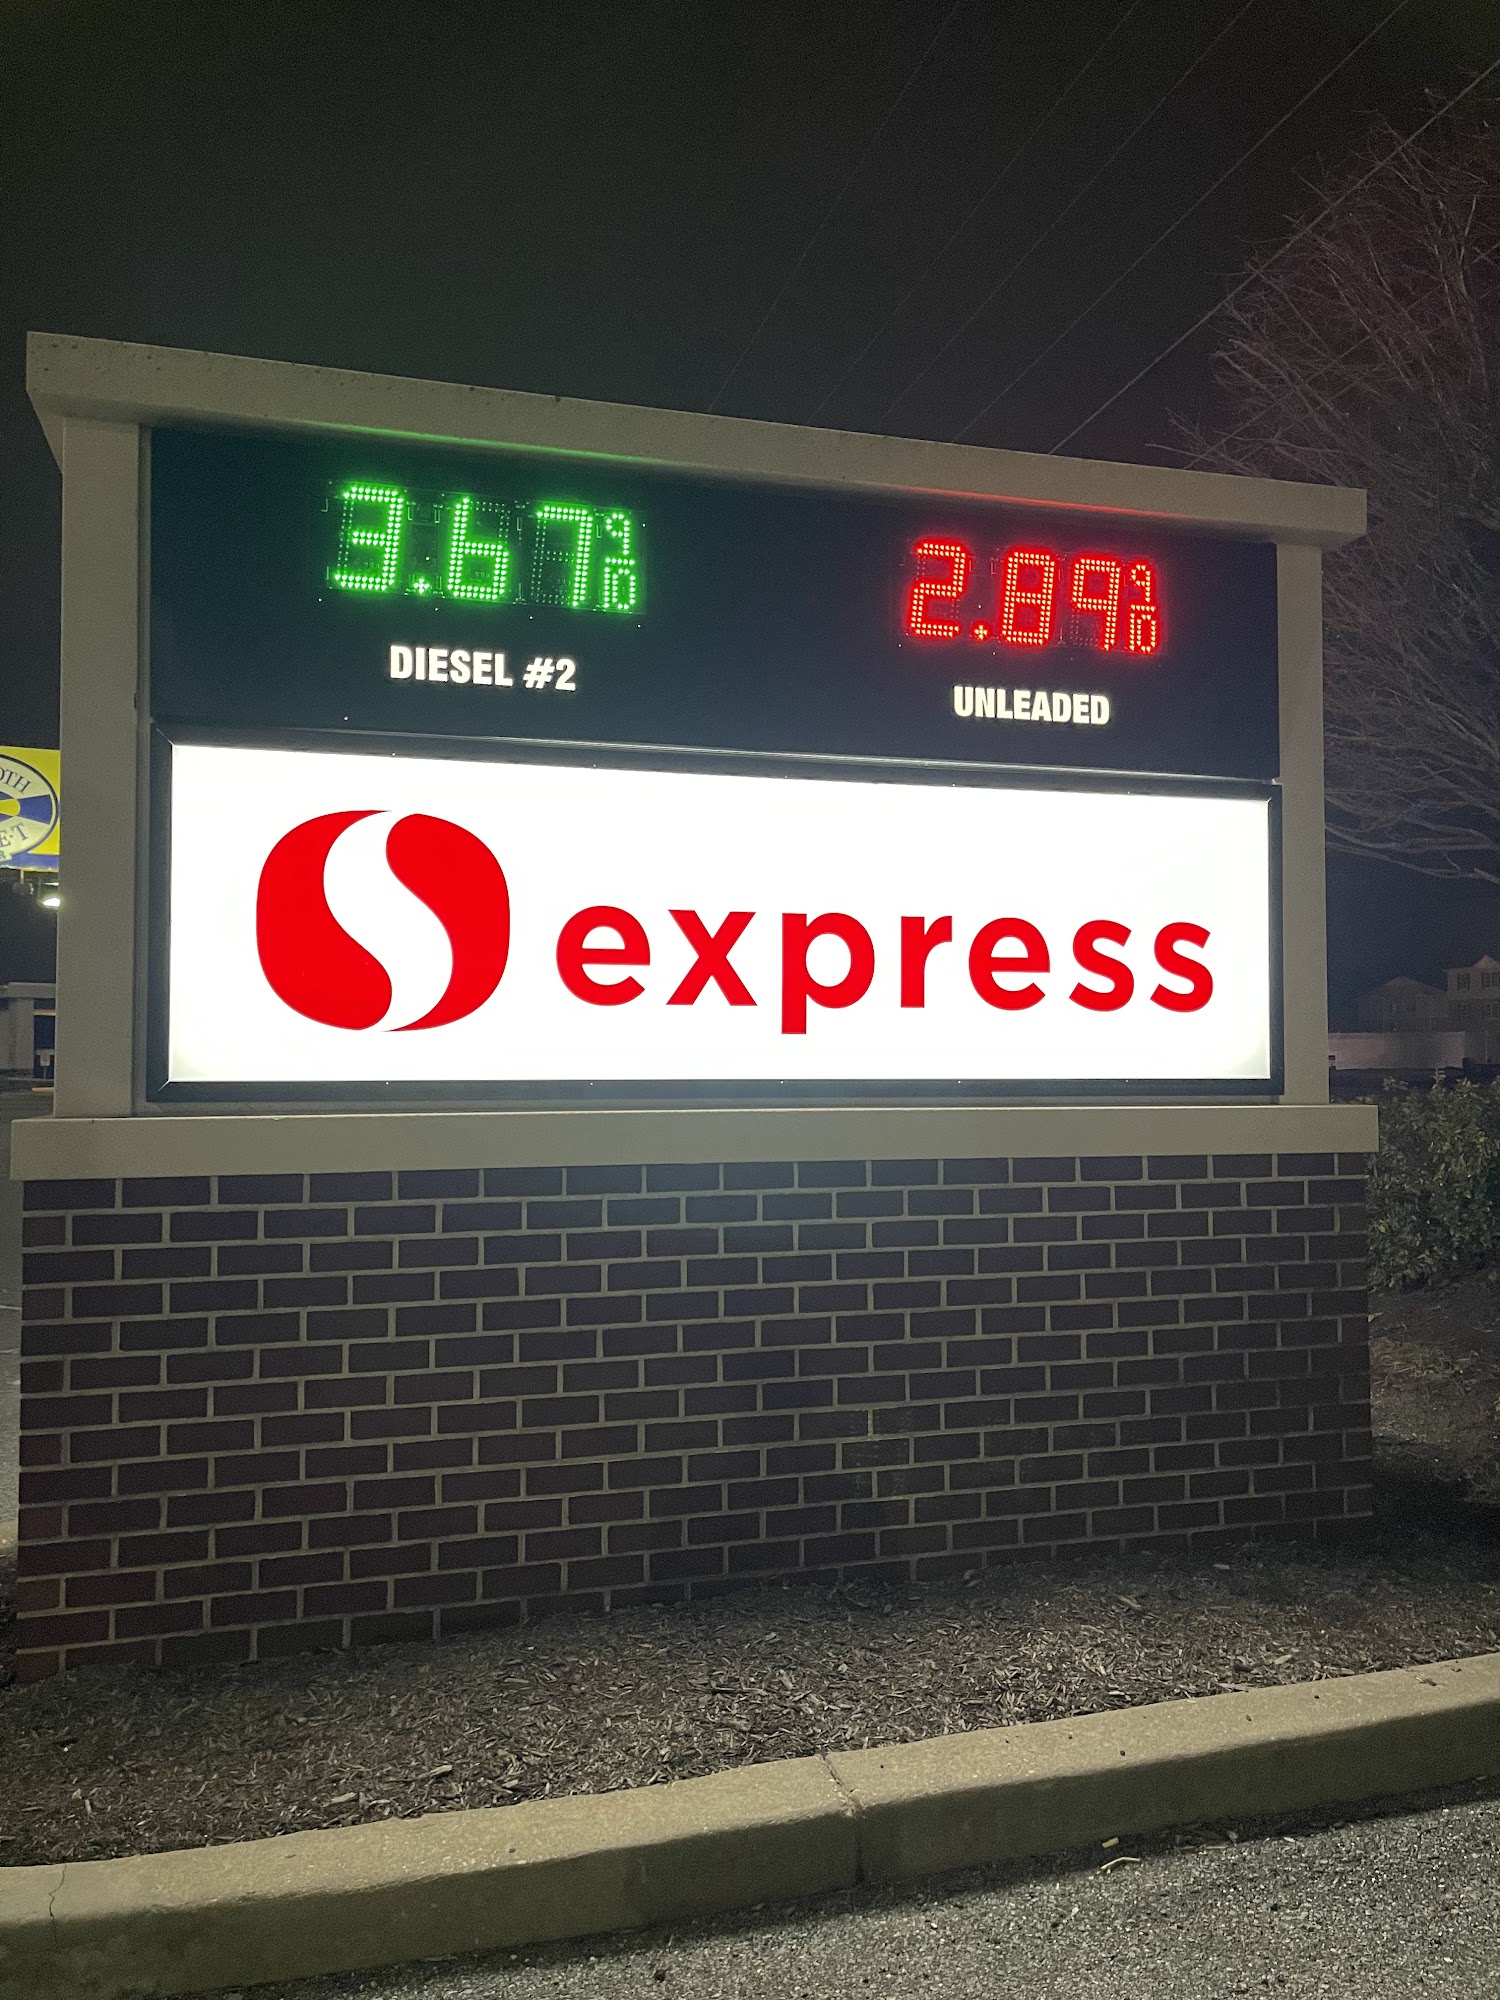 3.67 9/10
2.89 9/10
DIESEL #2
UNLEADED
express